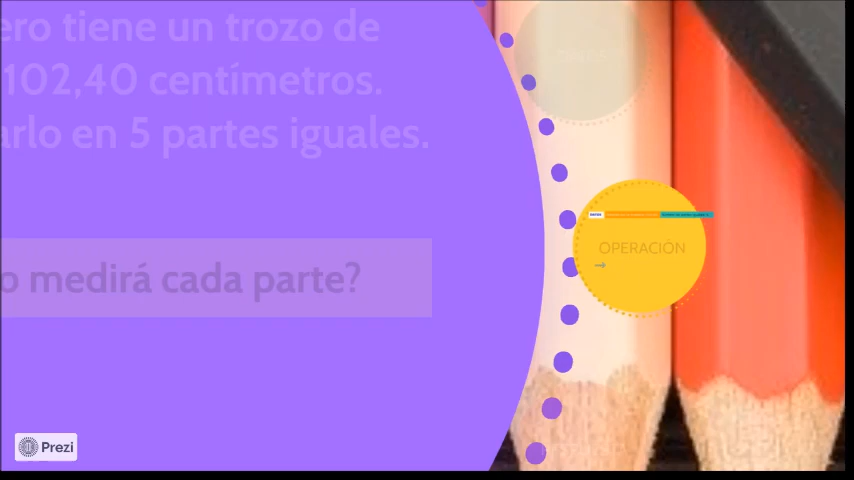 ero tiene un trozo de
102,40 centímetros.
arlo en 5 partes iguales.
o medirá cada parte?
OPERACIÓN
Prezi